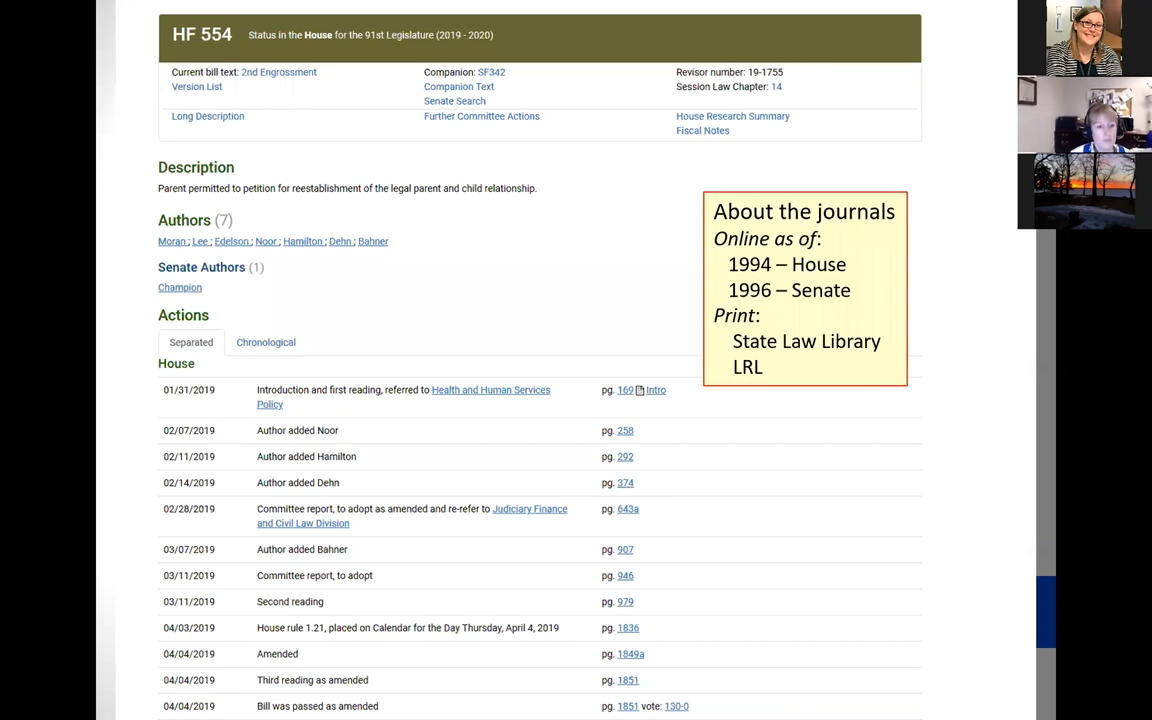 HF 554 Status in the House for the 91st Legislature (2019 - 2020)
Current bill text: 2nd Engrossment
Version List
Companion: SF342
Companion Text
Senate Search
Revisor number: 19-1755
Session Law Chapter: 14
Long Description
Further Committee Actions
House Research Summary
Fiscal Notes
Description
Parent permitted to petition for reestablishment of the legal parent and child relationship.
Authors (7)
Moran ; Lee ; Edelson ; Noor ; Hamilton ; Dehn ; Bahner
Senate Authors (1)
Champion
Actions
Separated Chronological
House
About the journals
Online as of:
1994 – House
1996 – Senate
Print:
State Law Library
LRL
01/31/2019 Introduction and first reading, referred to Health and Human Services pg. 169 Intro
Policy
02/07/2019 Author added Noor pg. 258
02/11/2019 Author added Hamilton pg. 292
02/14/2019 Author added Dehn pg. 374
02/28/2019 Committee report, to adopt as amended and re-refer to Judiciary Finance pg. 643a
and Civil Law Division
03/07/2019 Author added Bahner pg. 907
03/11/2019 Committee report, to adopt pg. 946
03/11/2019 Second reading pg. 979
04/03/2019 House rule 1.21, placed on Calendar for the Day Thursday, April 4, 2019 pg. 1836
04/04/2019 Amended pg. 1849a
04/04/2019 Third reading as amended pg. 1851
04/04/2019 Bill was passed as amended pg. 1851 vote: 130-0